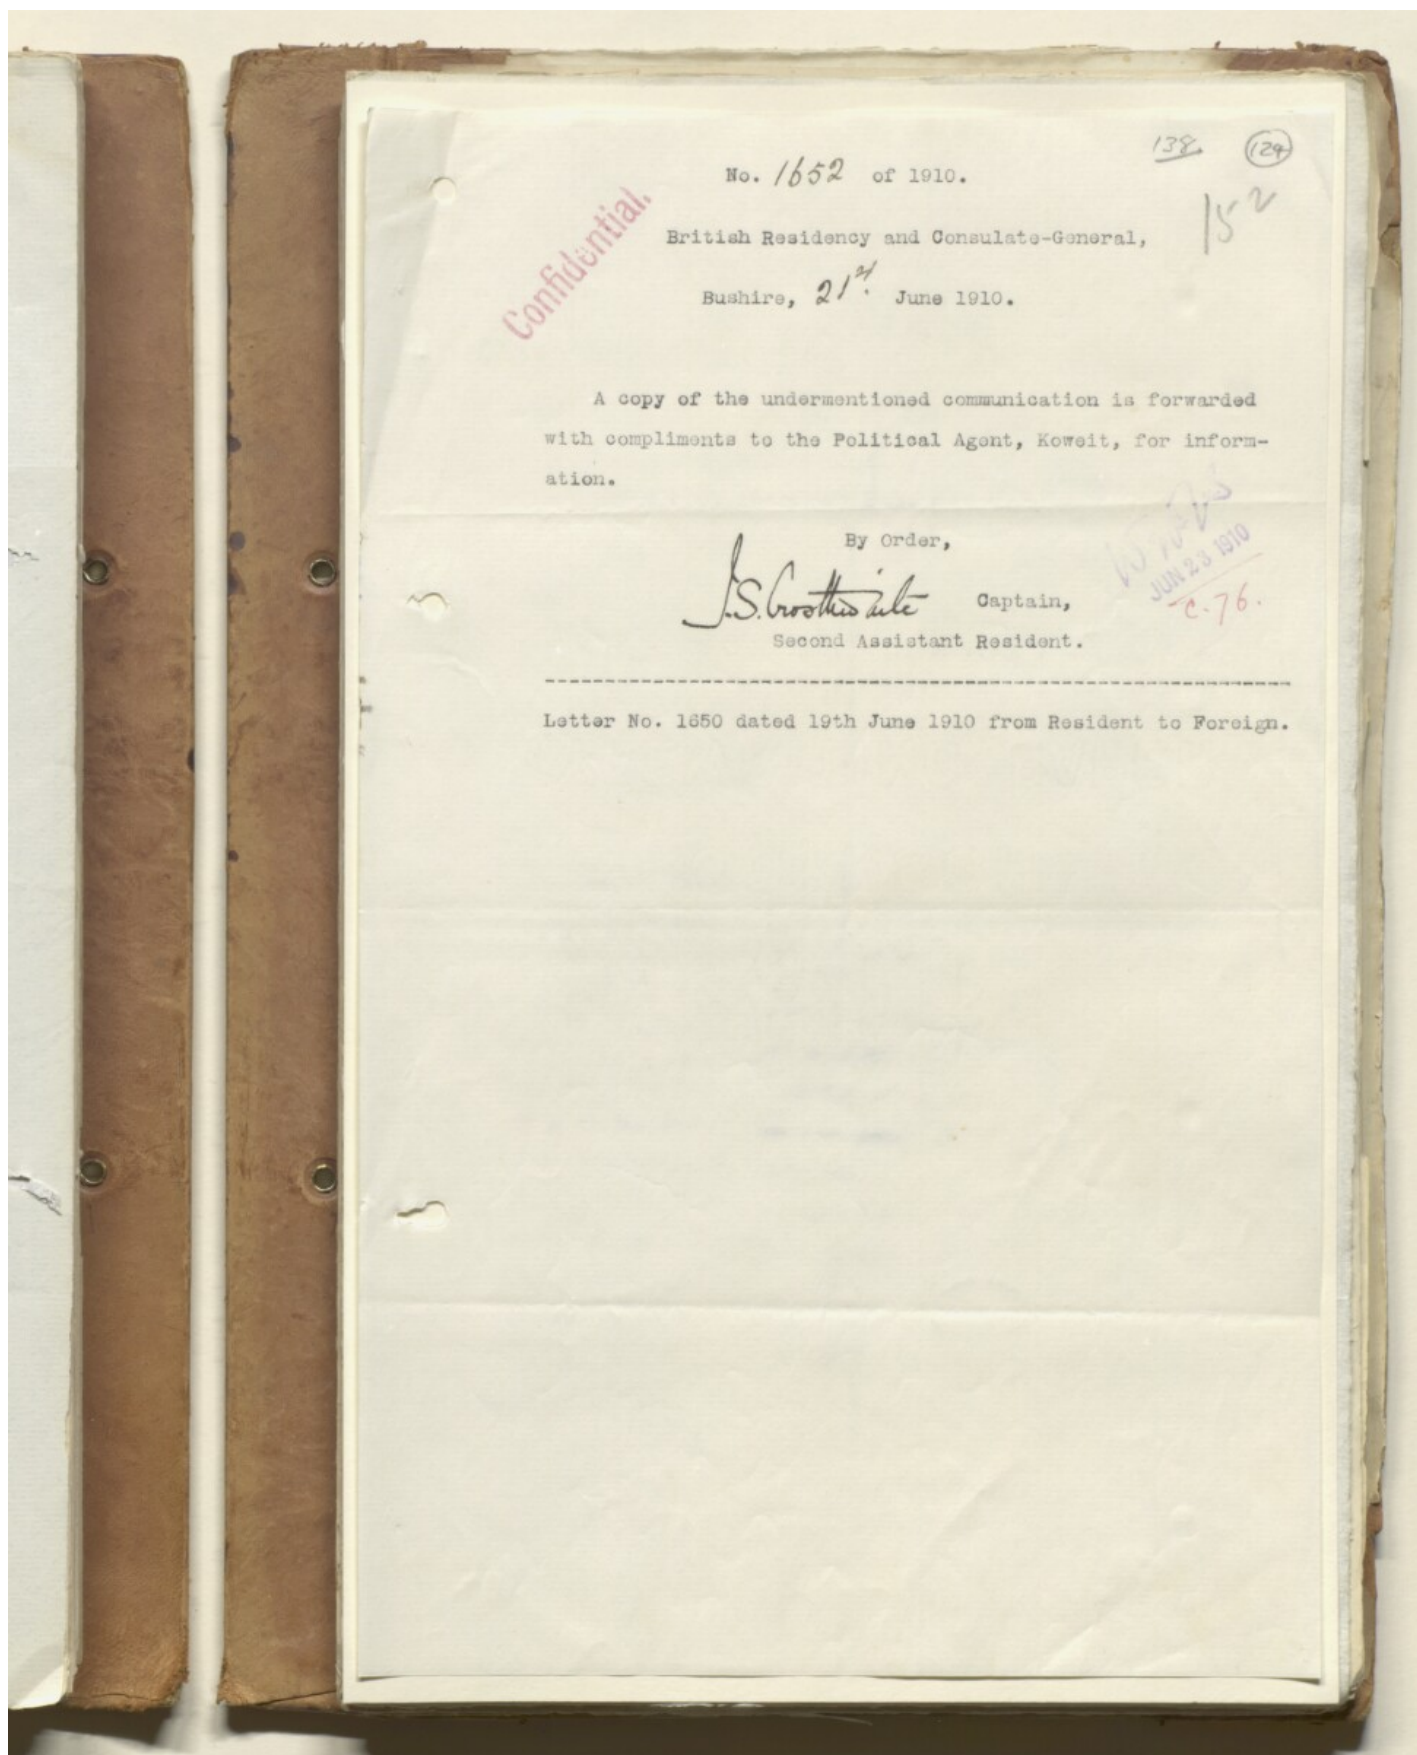 138 124
No. 1652 of 1910.
152
Confidential.
British Residency and Consulate-General,
Bushire, 21st. June 1910.
A copy of the undermentioned communication is forwarded
with compliments to the Political Agent, Koweit, for inform-
ation.
By Order,
J.S. Crosthwaite Captain,
JUN 23 1910
C. 76.
Second Assistant Resident.
Letter No. 1650 dated 19th June 1910 from Resident to Foreign.